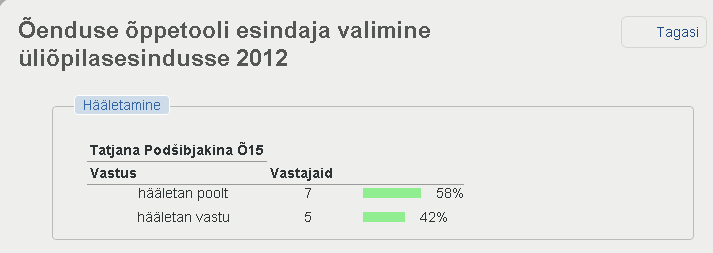 Õenduse õppetooli esindaja valimine
üliõpilasesindusse 2012
Tagasi
Hääletamine
Tatjana Podšibjakina Õ15
Vastus Vastajaid
hääletan poolt 7 58%
hääletan vastu 5 42%